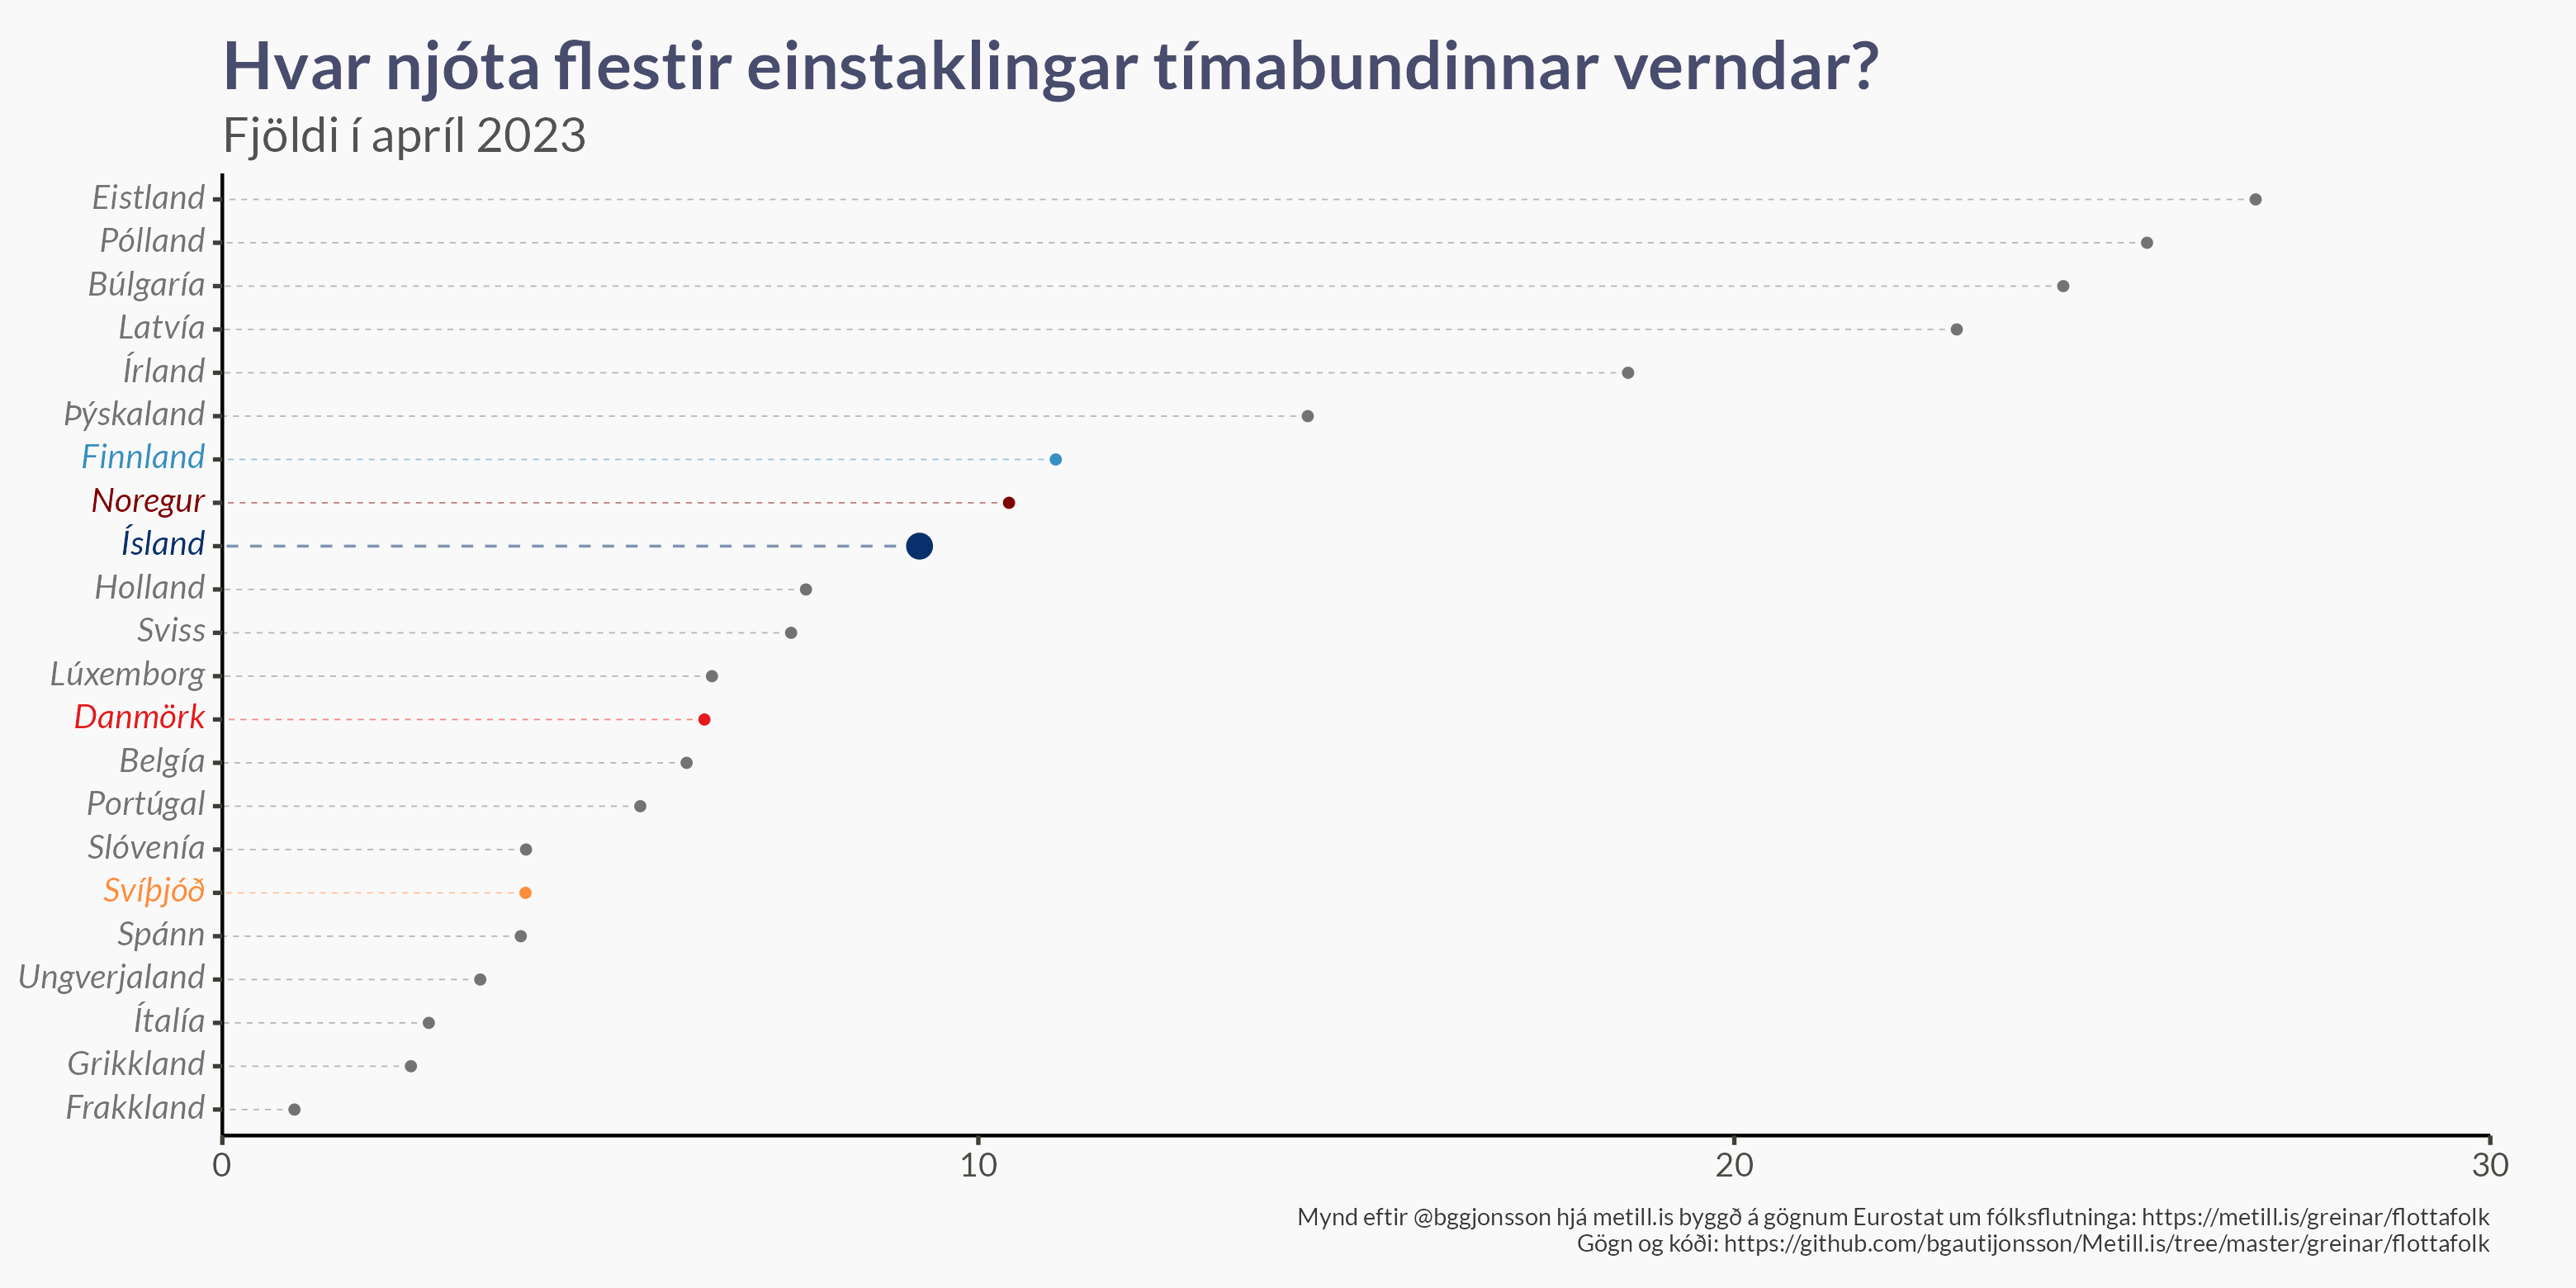 Hvar njóta flestir einstaklingar tímabundinnar verndar?
Fjöldi í apríl 2023
Eistland
Pólland
Búlgaría
Latvía
Írland
Þýskaland
Finnland
Noregur
Ísland
Holland
Sviss
Lúxemborg
Danmörk
Belgía
Portúgal
Slóvenía
Svíþjóð
Spánn
Ungverjaland
Ítalía
Grikkland
Frakkland
0 10 20 30
Mynd eftir @bggjonsson hjá metill.is byggð á gögnum Eurostat um fólksflutninga: https://metill.is/greinar/flottafolk
Gögn og kóði: https://github.com/bgautijonsson/Metill.is/tree/master/greinar/flottafolk